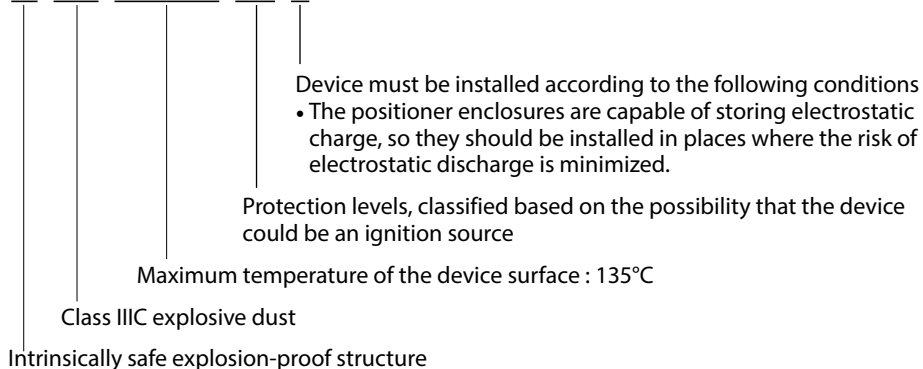 Device must be installed according to the following conditions
• The positioner enclosures are capable of storing electrostatic
charge, so they should be installed in places where the risk of
electrostatic discharge is minimized.
Protection levels, classified based on the possibility that the device
could be an ignition source
Maximum temperature of the device surface : 135°C
Class IIIC explosive dust
Intrinsically safe explosion-proof structure